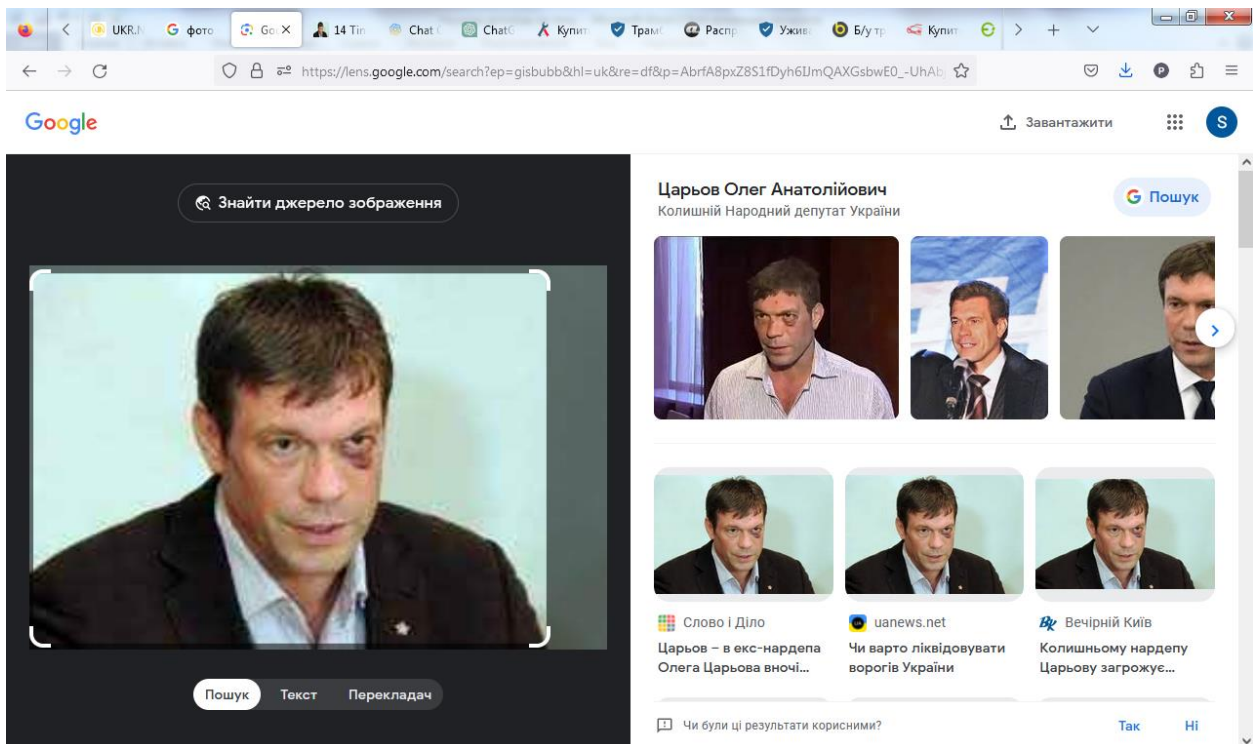 UKR.N
G фото
Go
14 Tin
Chat
ChatG
Купит
Трам
Распр
Ужив
Б/у тр
Купит
https://lens.google.com/search?ep=gisbubb&hl=uk&re=df&p=AbrfA8pxZ8S1fDyh6IJmQAXGsbwE0_-UhAb
Google
Завантажити
S
Знайти джерело зображення
Царьов Олег Анатолійович
Колишній Народний депутат України
G Пошук
Слово і Діло
Царьов – в екс-нардепа
Олега Царьова вночі...
uanews.net
Чи варто ліквідовувати
ворогів України
Вечірній Київ
Колишньому нардепу
Царьову загрожує...
Пошук Текст Перекладач
Чи були ці результати корисними? Так Ні